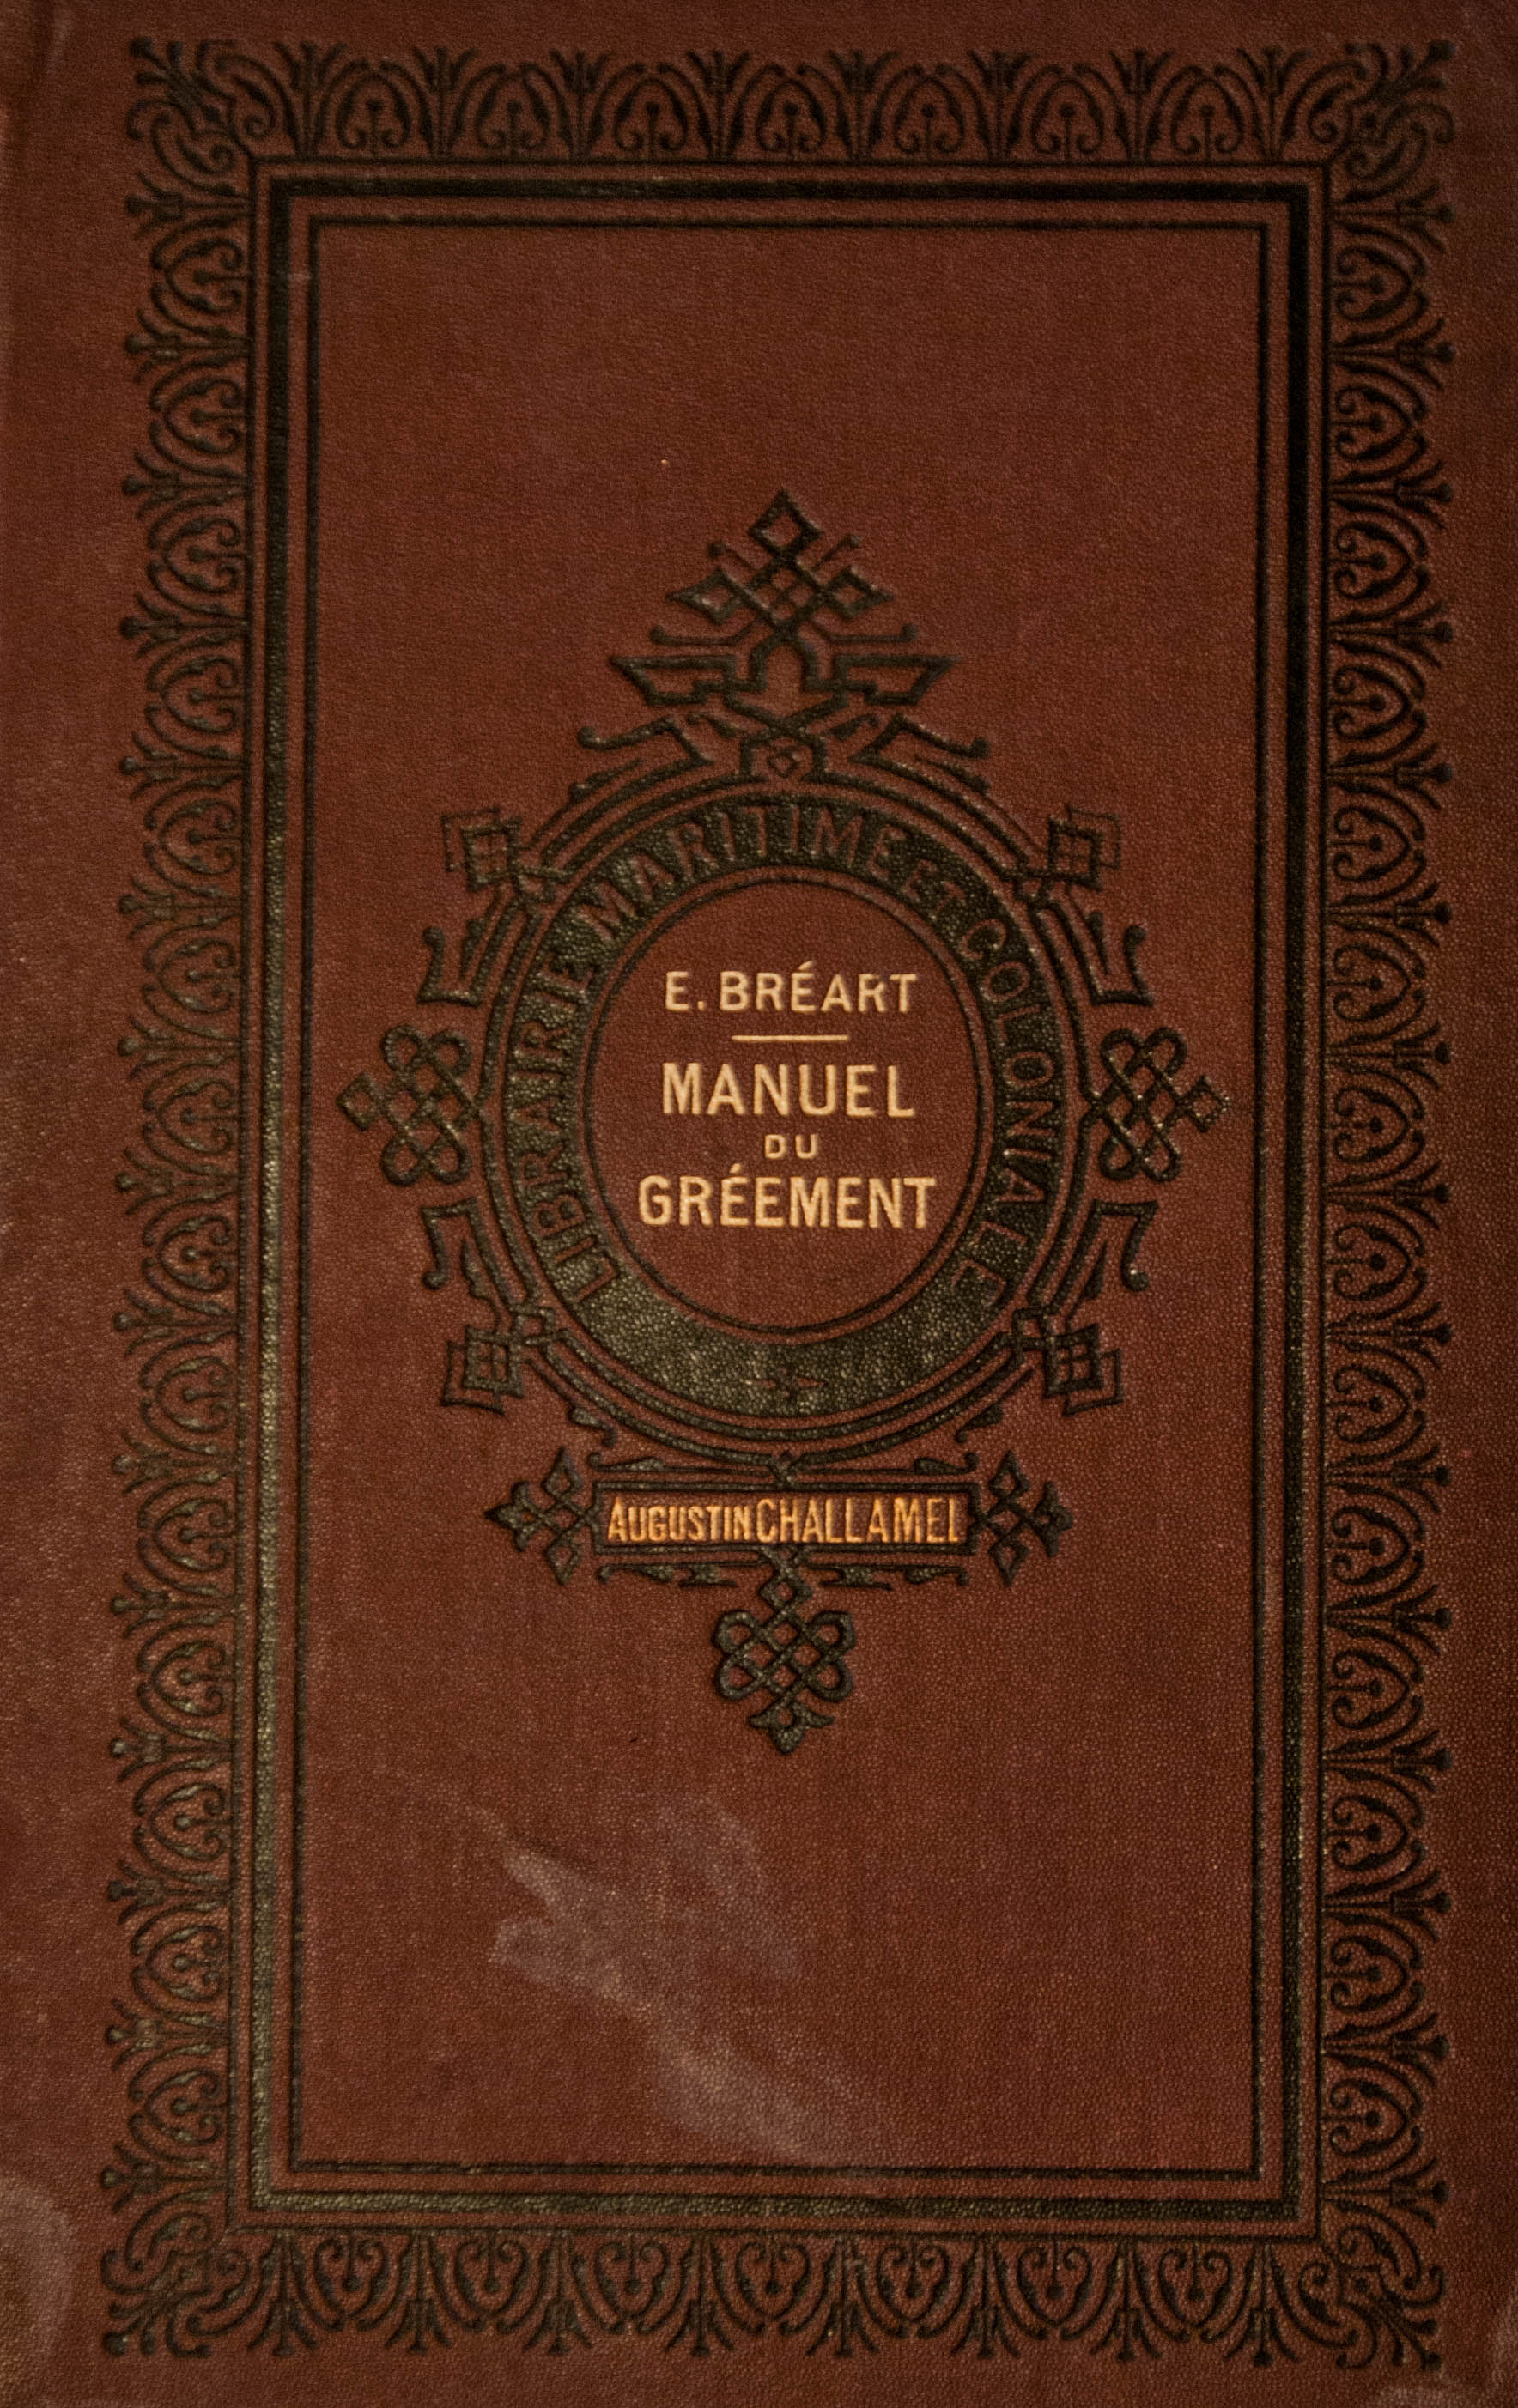 LIBRAIRIE MARITIME ET COLONIALE
E. BRÉART
MANUEL
DU
GRÉEMENT
AUGUSTIN CHALLAMEL